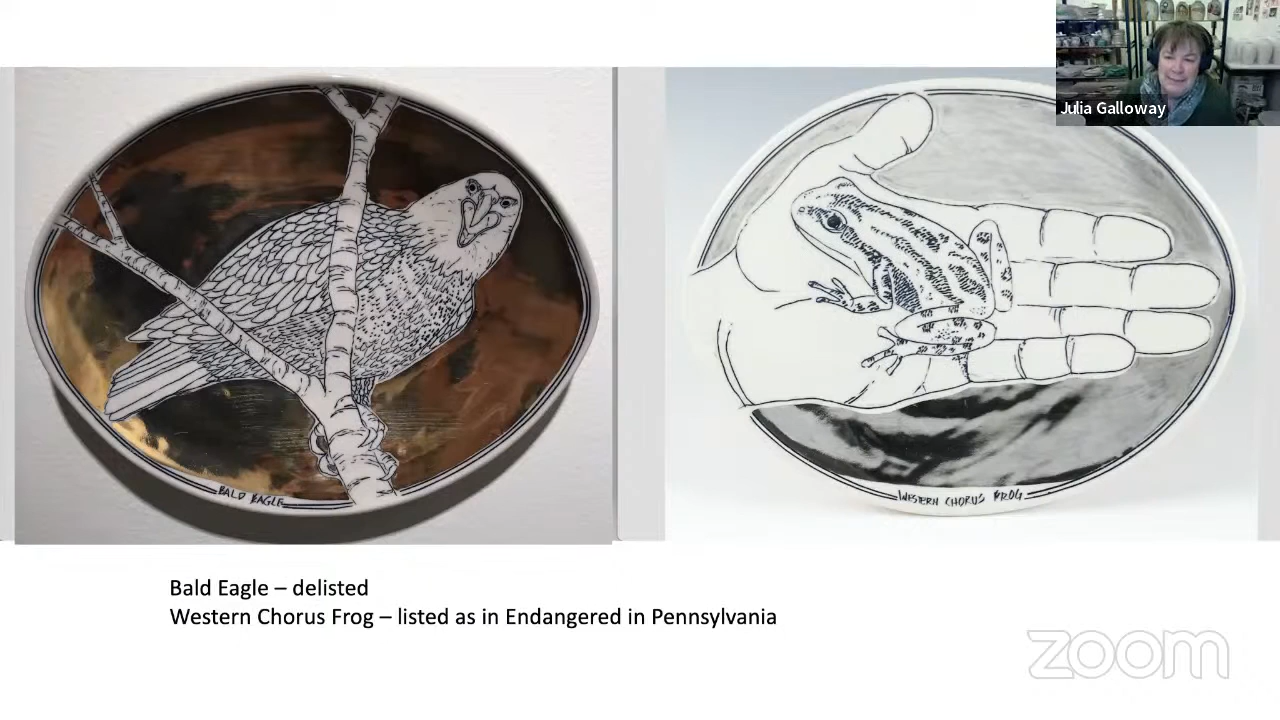 Julia Galloway
BALD EAGLE
WESTERN CHORUS FROG
Bald Eagle – delisted
Western Chorus Frog – listed as in Endangered in Pennsylvania
zoom